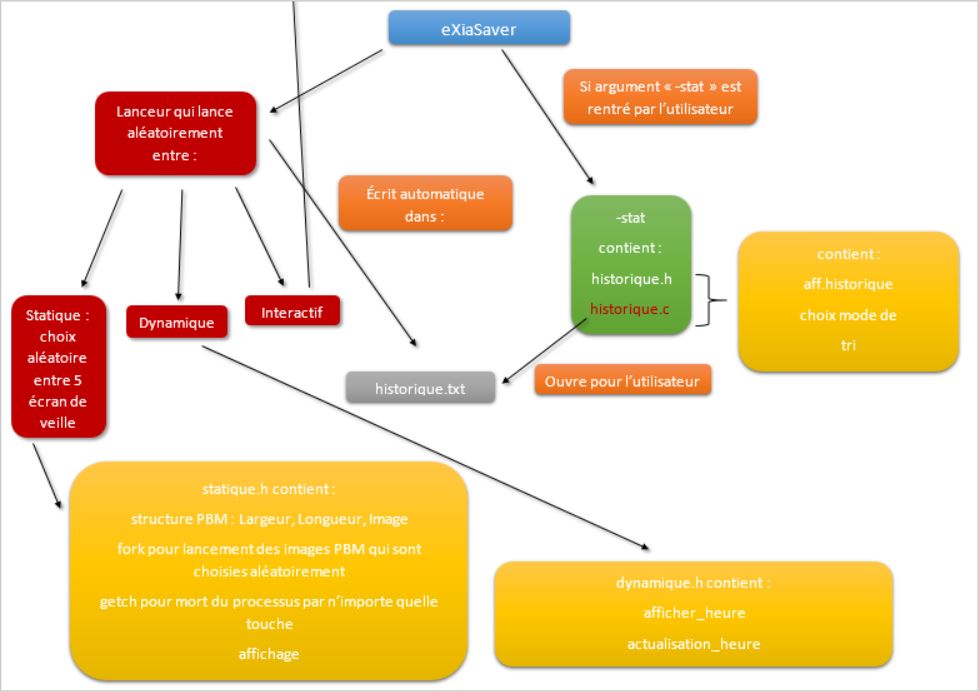 eXiaSaver
Si argument « -stat » est
rentré par l'utilisateur
Lanceur qui lance
aléatoirement
entre :
Écrit automatique
dans :
-stat
contient :
historique.h
historique.c
contient :
aff.historique
choix mode de
tri
Statique :
choix
aléatoire
entre 5
écran de
veille
Dynamique
Interactif
historique.txt
Ouvre pour l'utilisateur
statique.h contient :
structure PBM : Largeur, Longueur, Image
fork pour lancement des images PBM qui sont
choisies aléatoirement
getch pour mort du processus par n'importe quelle
touche
affichage
dynamique.h contient :
afficher_heure
actualisation_heure